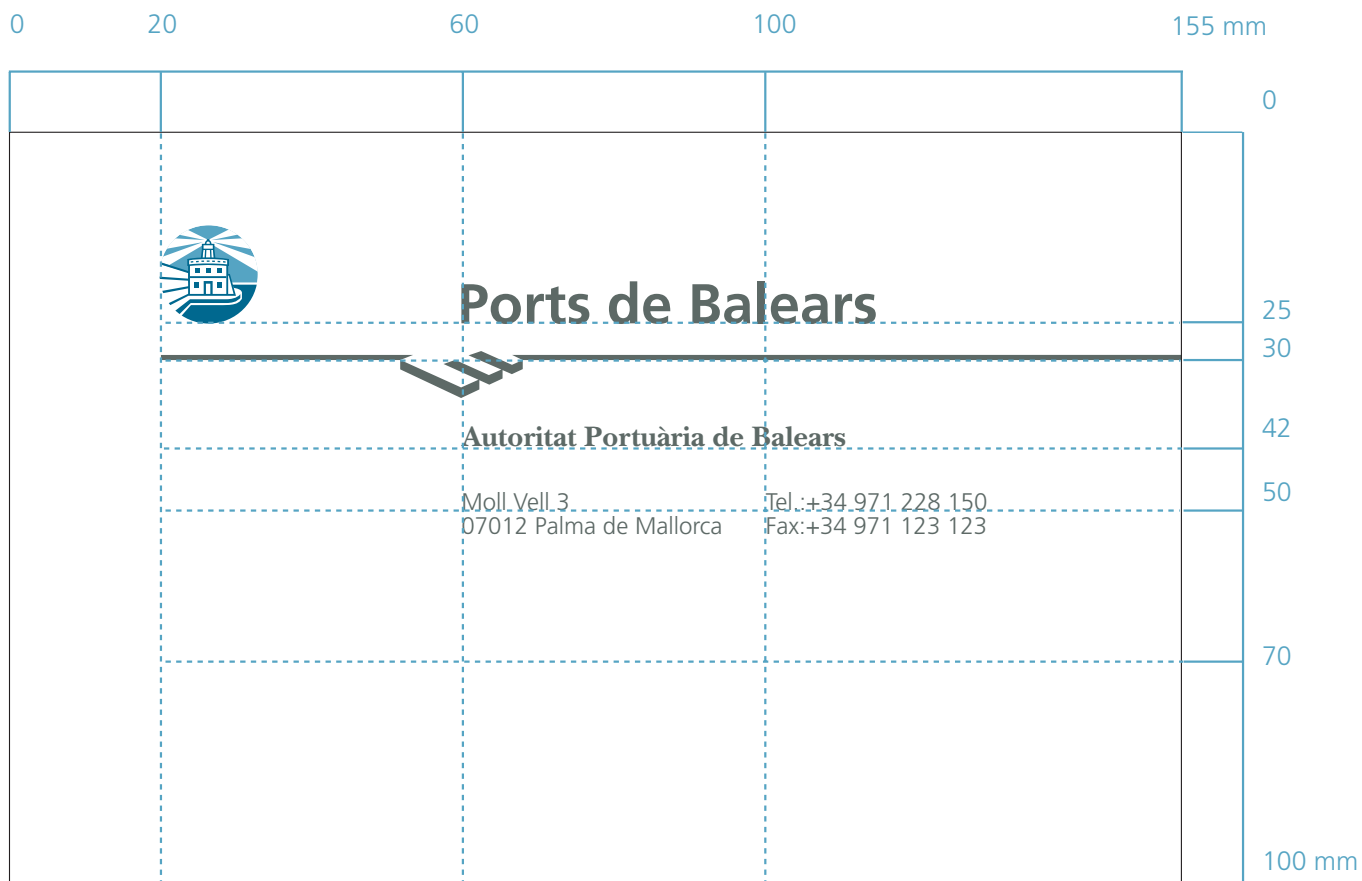 0 20 60 100 155 mm
0
Ports de Balears
25
30
Autoritat Portuària de Balears
42
Moll Vell 3 Tel.:+34 971 228 150
50
07012 Palma de Mallorca Fax:+34 971 123 123
70
100 mm